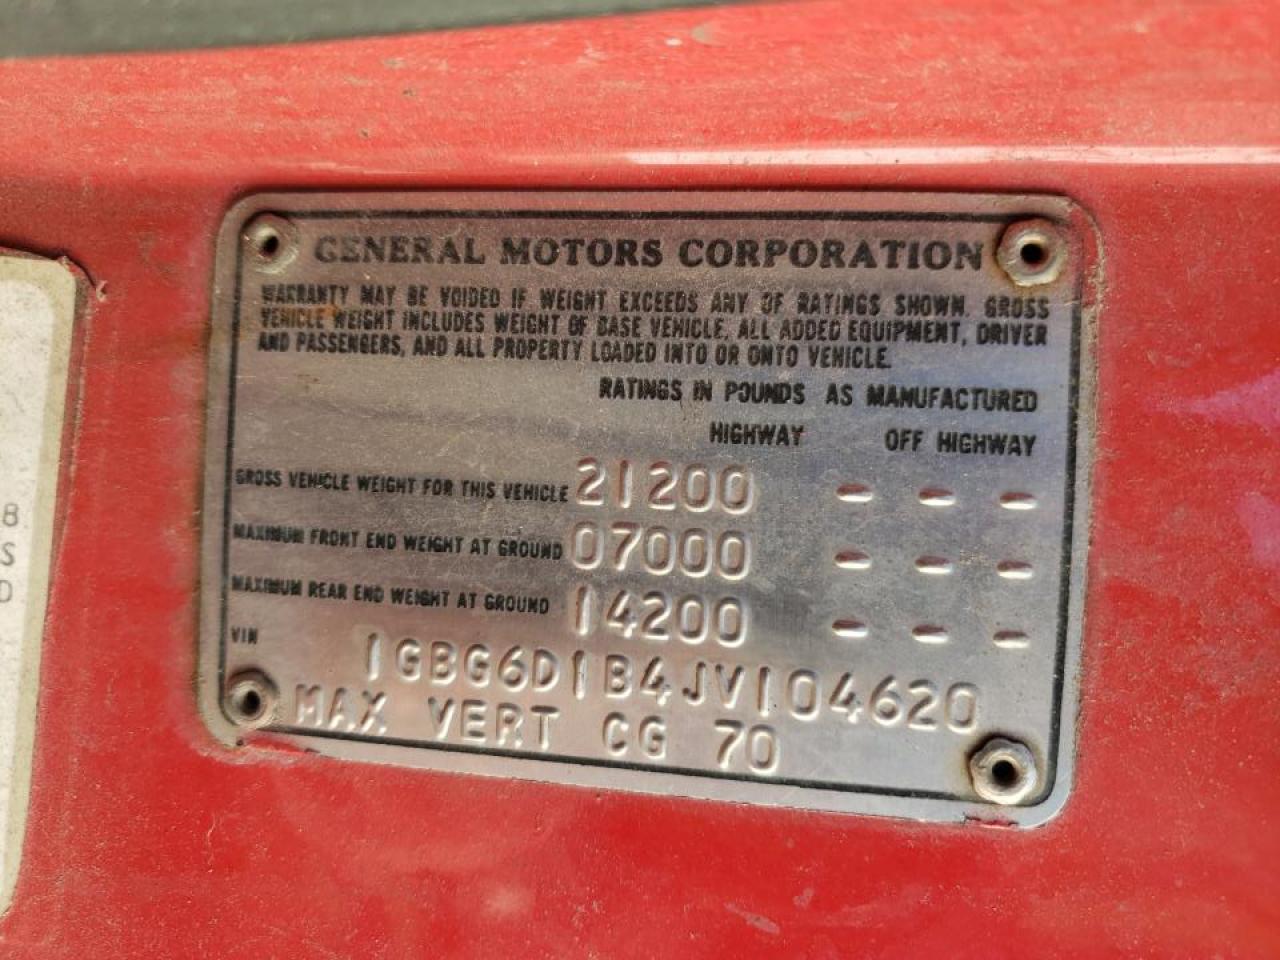 GENERAL MOTORS CORPORATION
WARRANTY MAY BE VOIDED IF WEIGHT EXCEEDS ANY OF RATINGS SHOWN. GROSS
VEHICLE WEIGHT INCLUDES WEIGHT OF BASE VEHICLE, ALL ADDED EQUIPMENT, DRIVER
AND PASSENGERS, AND ALL PROPERTY LOADED INTO OR ONTO VEHICLE.
RATINGS IN POUNDS AS MANUFACTURED
HIGHWAY OFF HIGHWAY
GROSS VEHICLE WEIGHT FOR THIS VEHICLE 21200 - - -
MAXIMUM FRONT END WEIGHT AT GROUND 07000 - - -
MAXIMUM REAR END WEIGHT AT GROUND 14200 - - -
VIN
1GBG6D1B4JV104620
MAX VERT CG 70
8
S
D